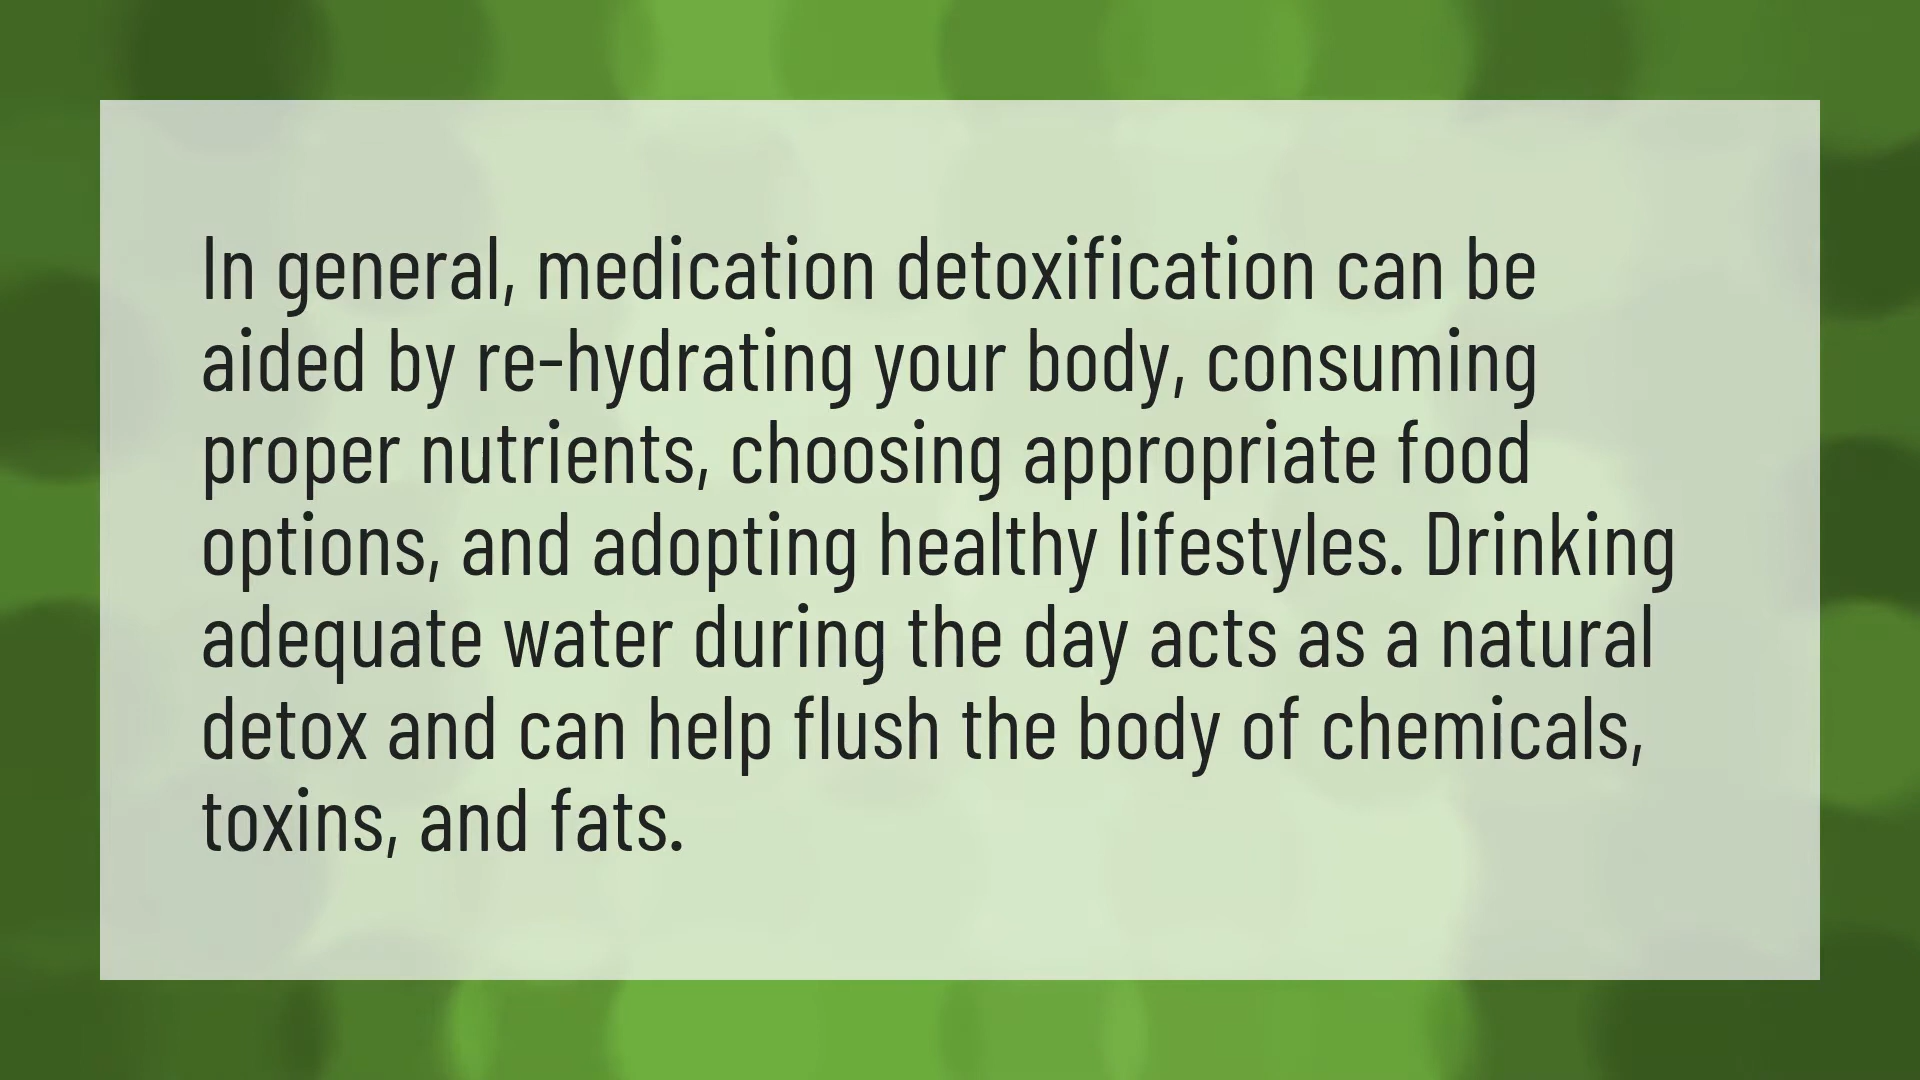 In general, medication detoxification can be
aided by re-hydrating your body, consuming
proper nutrients, choosing appropriate food
options, and adopting healthy lifestyles. Drinking
adequate water during the day acts as a natural
detox and can help flush the body of chemicals,
toxins, and fats.